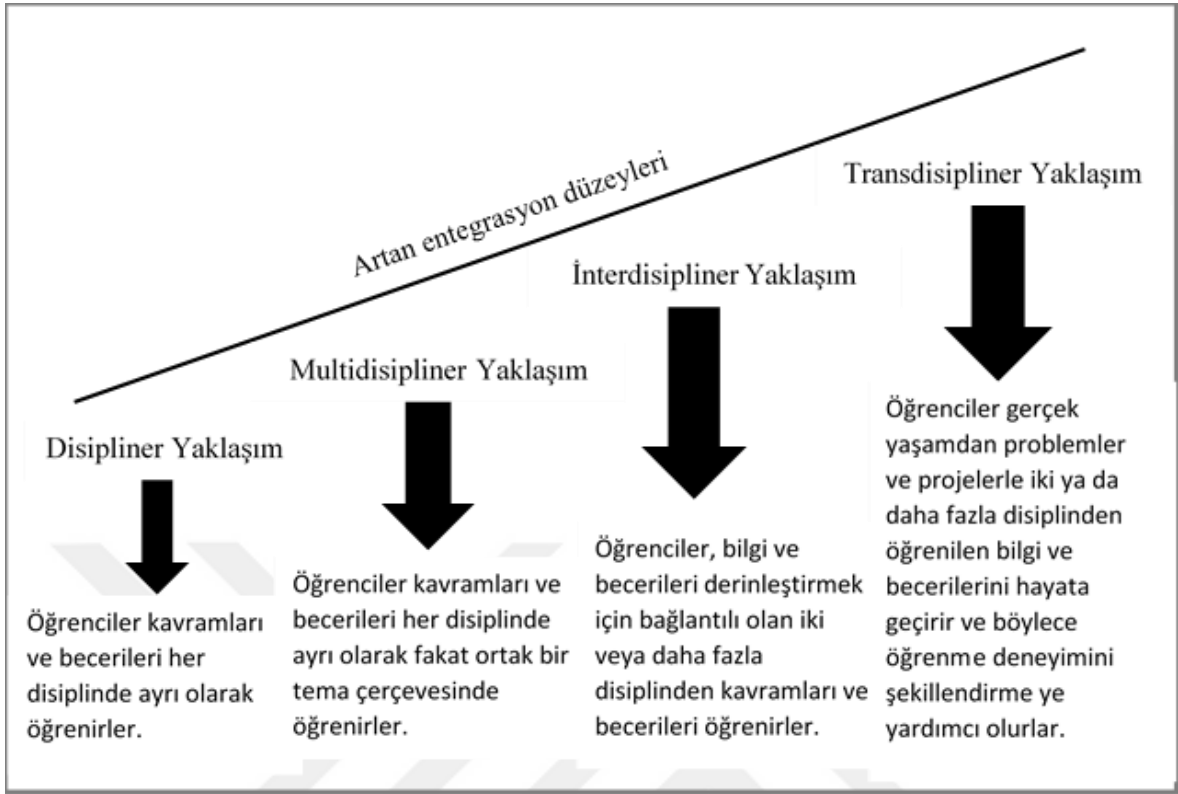 Artan entegrasyon düzeyleri
Disipliner Yaklaşım
Öğrenciler kavramları
ve becerileri her
disiplinde ayrı olarak
öğrenirler.
Multidisipliner Yaklaşım
Öğrenciler kavramları ve
becerileri her disiplinde
ayrı olarak fakat ortak bir
tema çerçevesinde
öğrenirler.
İnterdisipliner Yaklaşım
Öğrenciler, bilgi ve
becerileri derinleştirmek
için bağlantılı olan iki
veya daha fazla
disiplinden kavramları ve
becerileri öğrenirler.
Transdisipliner Yaklaşım
Öğrenciler gerçek
yaşamdan problemler
ve projelerle iki ya da
daha fazla disiplinden
öğrenilen bilgi ve
becerilerini hayata
geçirir ve böylece
öğrenme deneyimini
şekillendirme ye
yardımcı olurlar.